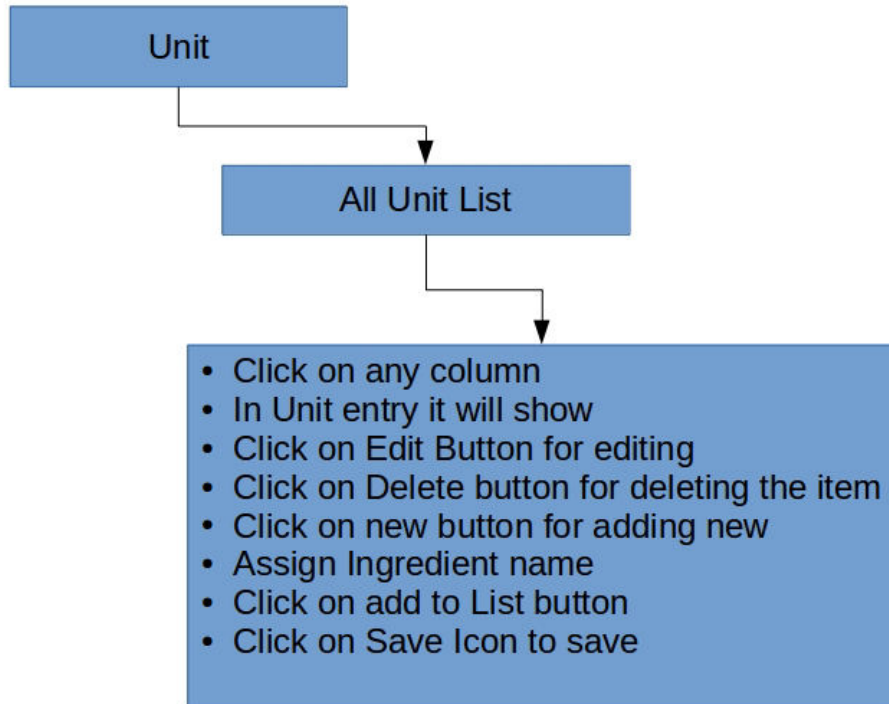 Unit
All Unit List
• Click on any column
• In Unit entry it will show
• Click on Edit Button for editing
• Click on Delete button for deleting the item
• Click on new button for adding new
• Assign Ingredient name
• Click on add to List button
• Click on Save Icon to save